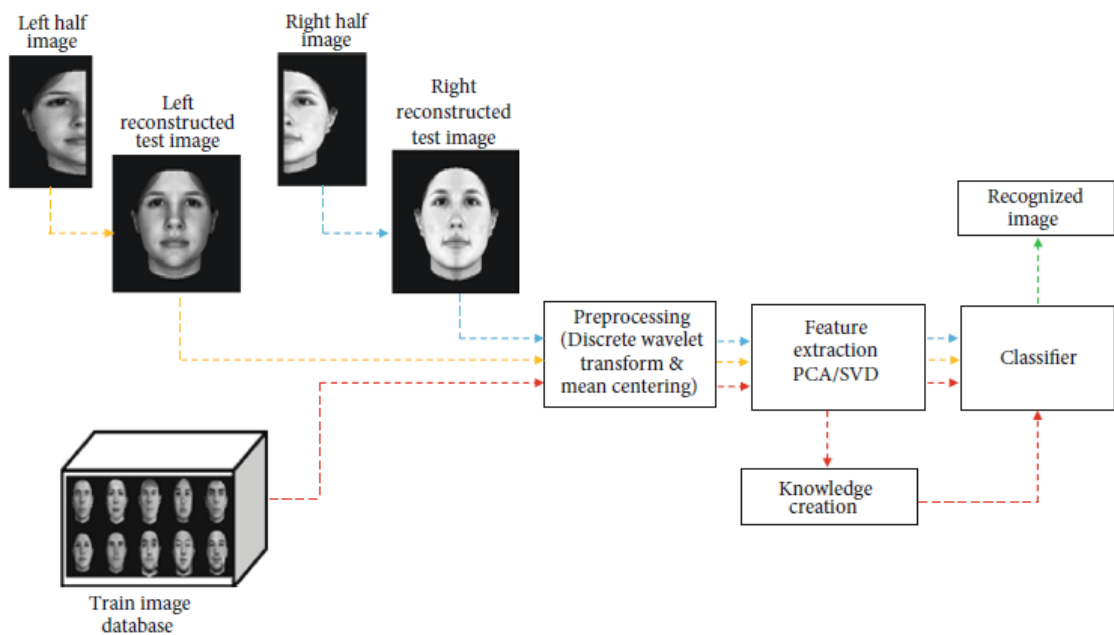 Left half
image
Right half
image
Left
reconstructed
test image
Right
reconstructed
test image
Recognized
image
Preprocessing
(Discrete wavelet
transform &
mean centering)
Feature
extraction
PCA/SVD
Classifier
Knowledge
creation
Train image
database